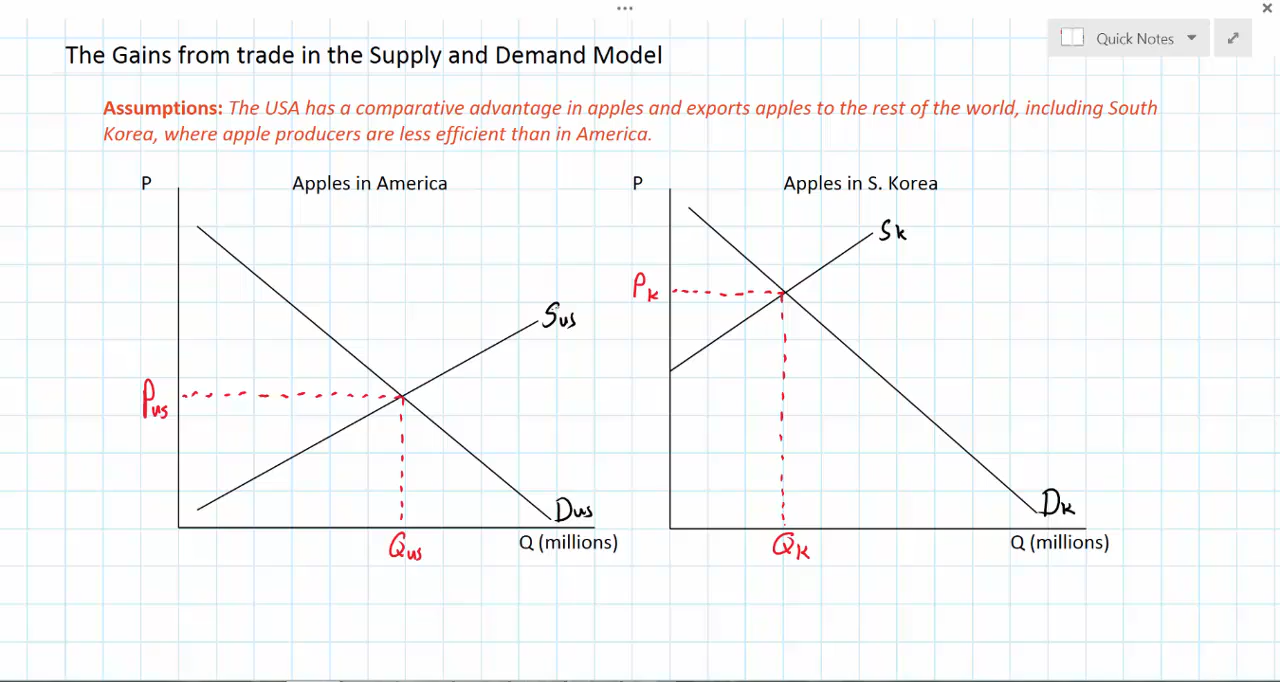 Quick Notes
The Gains from trade in the Supply and Demand Model
Assumptions: The USA has a comparative advantage in apples and exports apples to the rest of the world, including South
Korea, where apple producers are less efficient than in America.
P
Apples in America
Sus
Pus
Dus
Qus
Q (millions)
P
Apples in S. Korea
Sk
Pk
Dk
Qk
Q (millions)